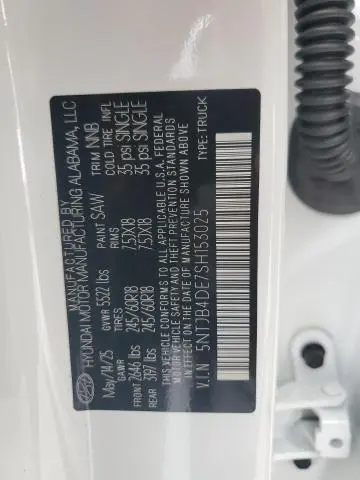 MANUFACTURED BY
HYUNDAI MOTOR MANUFACTURING ALABAMA, LLC
May/14/25 GVWR 5522 lbs PAINT SAW TRIM NNB
GAWR TIRES RIMS COLD TIRE INFL
FRONT 2646 lbs 245/60R18 7.5JX18 35 psi SINGLE
REAR 3197 lbs 245/60R18 7.5JX18 35 psi SINGLE
THIS VEHICLE CONFORMS TO ALL APPLICABLE U.S.A. FEDERAL
MOTOR VEHICLE SAFETY AND THEFT PREVENTION STANDARDS
IN EFFECT ON THE DATE OF MANUFACTURE SHOWN ABOVE
V.I.N 5NTJB4DE7SH153025 TYPE: TRUCK